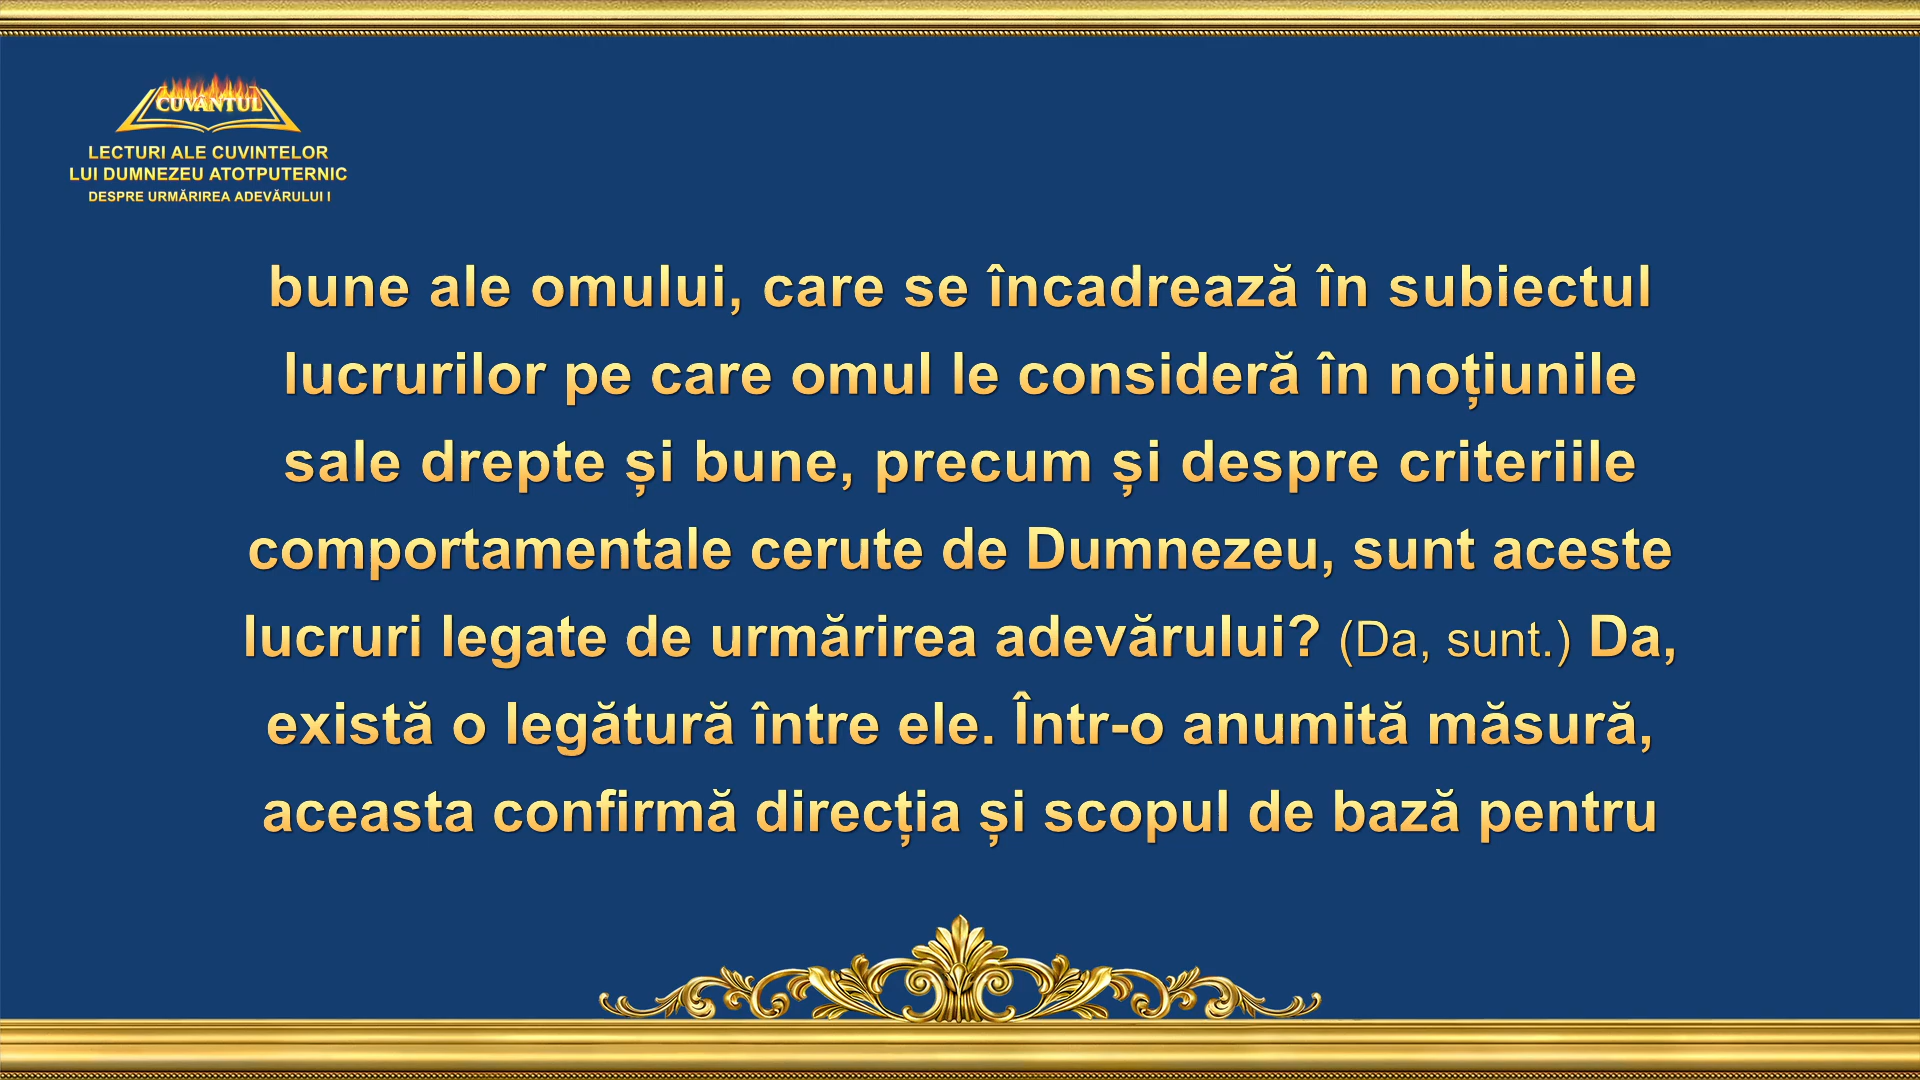 CUVÂNTUL
LECTURI ALE CUVINTELOR
LUI DUMNEZEU ATOTPUTERNIC
DESPRE URMĂRIREA ADEVĂRULUI I
bune ale omului, care se încadrează în subiectul
lucrurilor pe care omul le consideră în noțiunile
sale drepte și bune, precum și despre criteriile
comportamentale cerute de Dumnezeu, sunt aceste
lucruri legate de urmărirea adevărului? (Da, sunt.) Da,
există o legătură între ele. Într-o anumită măsură,
aceasta confirmă direcția și scopul de bază pentru